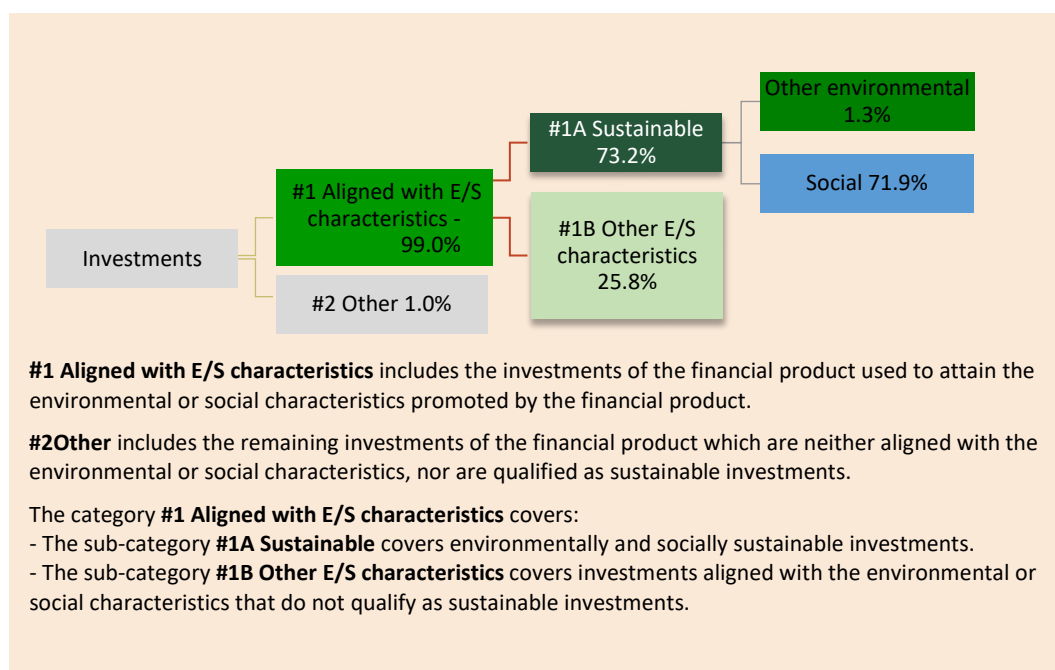 Investments
#1 Aligned with E/S
characteristics -
99.0%
#2 Other 1.0%
#1A Sustainable
73.2%
#1B Other E/S
characteristics
25.8%
Other environmental
1.3%
Social 71.9%
#1 Aligned with E/S characteristics includes the investments of the financial product used to attain the
environmental or social characteristics promoted by the financial product.
#2Other includes the remaining investments of the financial product which are neither aligned with the
environmental or social characteristics, nor are qualified as sustainable investments.
The category #1 Aligned with E/S characteristics covers:
- The sub-category #1A Sustainable covers environmentally and socially sustainable investments.
- The sub-category #1B Other E/S characteristics covers investments aligned with the environmental or
social characteristics that do not qualify as sustainable investments.